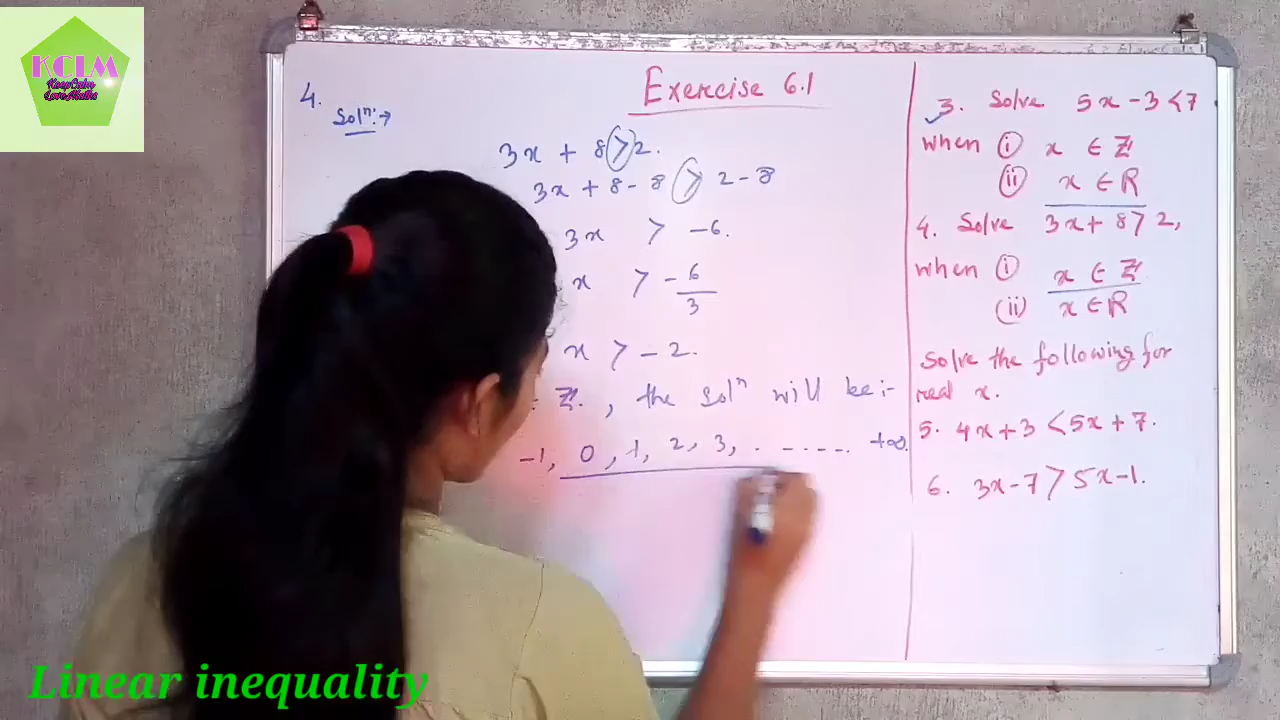 KCLM
KeepCalm
LoveMaths
Exercise 6.1
4.
Solⁿ:→
3x + 8 > 2.
3x + 8 - 8 > 2 - 8
3x > -6.
x > -6/3
x > -2.
Z. , the solⁿ will be :-
-1, 0, 1, 2, 3, . - . - - . +∞.
3. Solve 5x - 3 < 7
when (i) x ∈ Z
(ii) x ∈ R
4. Solve 3x + 8 > 2,
when (i) x ∈ Z
(ii) x ∈ R
Solve the following for
real x.
5. 4x + 3 < 5x + 7.
6. 3x - 7 > 5x - 1.
Linear inequality